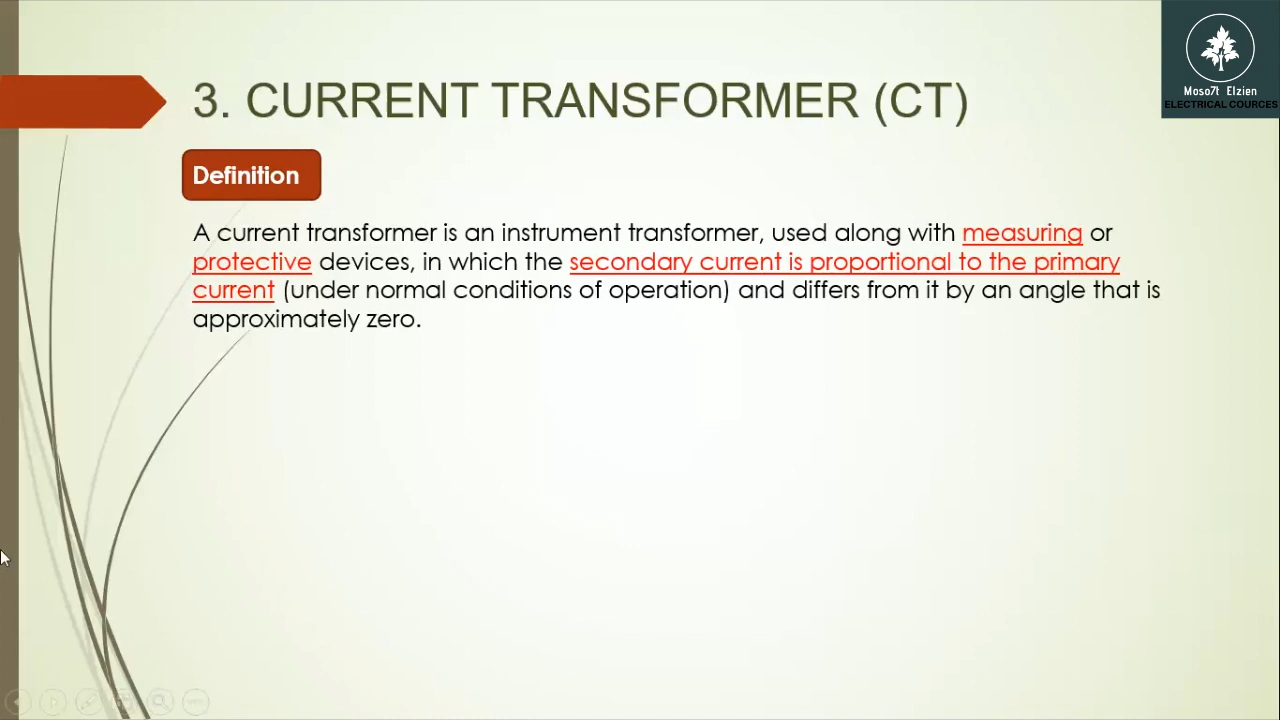 3. CURRENT TRANSFORMER (CT)
Maso7t Elzien
ELECTRICAL COURCES
Definition
A current transformer is an instrument transformer, used along with measuring or
protective devices, in which the secondary current is proportional to the primary
current (under normal conditions of operation) and differs from it by an angle that is
approximately zero.